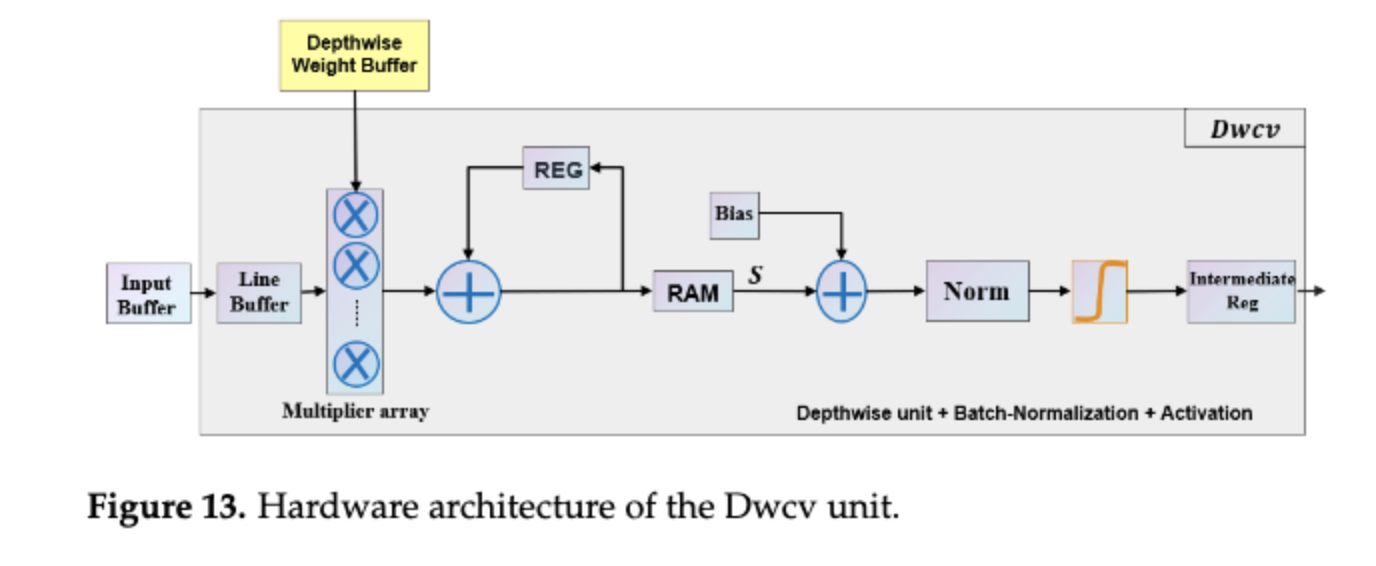 Depthwise
Weight Buffer
Dwcv
REG
Bias
Input
Buffer
Line
Buffer
RAM
S
Norm
Intermediate
Reg
Multiplier array
Depthwise unit + Batch-Normalization + Activation
Figure 13. Hardware architecture of the Dwcv unit.